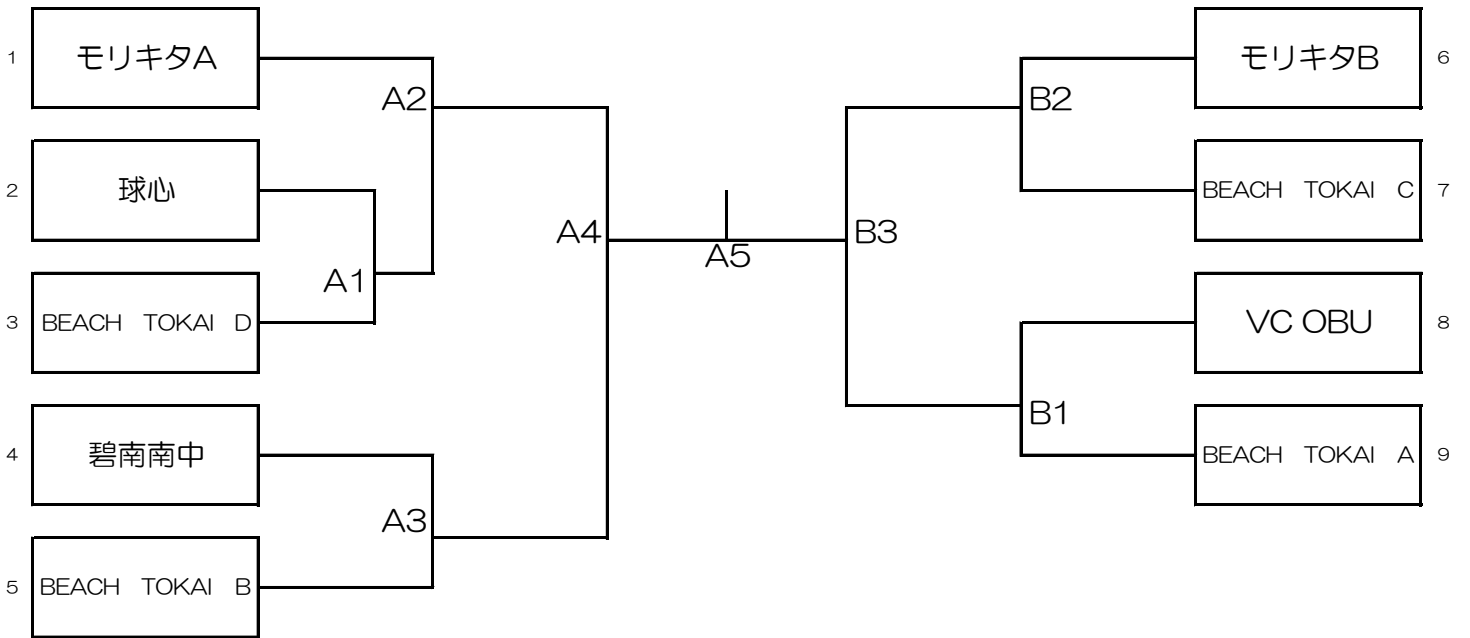 1
モリキタA
2
球心
3
BEACH　TOKAI　D
4
碧南南中
5
BEACH　TOKAI　B
A2
A1
A3
A4
A5
B3
B2
B1
モリキタB
6
BEACH　TOKAI　C
7
VC OBU
8
BEACH　TOKAI　A
9